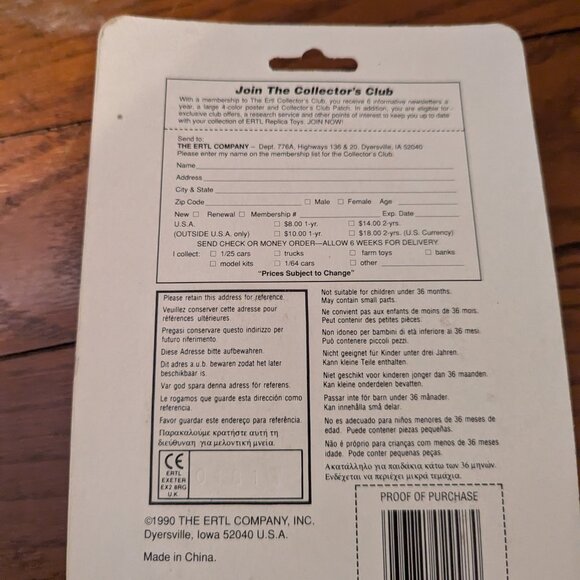 Join The Collector's Club
With a membership to The Ertl Collector's Club, you receive 6 informative newsletters a
year, a large 4-color poster and Collector's Club Patch. In addition, you are eligible for
exclusive club offers, a research service and other points of interest to keep you up to date
with your collection of ERTL Replica Toys. JOIN NOW!
Send to:
THE ERTL COMPANY – Dept. 776A, Highways 136 & 20, Dyersville, IA 52040
Please enter my name on the membership list for the Collector's Club.
Name
Address
City & State
Zip Code □ Male □ Female Age
New □ Renewal □ Membership # Exp. Date
U.S.A. □ $8.00 1-yr. □ $14.00 2-yrs.
(OUTSIDE U.S.A. only) □ $10.00 1-yr. □ $18.00 2-yrs. (U.S. Currency)
SEND CHECK OR MONEY ORDER—ALLOW 6 WEEKS FOR DELIVERY.
I collect: □ 1/25 cars □ trucks □ farm toys □ banks
□ model kits □ 1/64 cars □ other
"Prices Subject to Change"
Please retain this address for reference.
Veuillez conserver cette adresse pour
références ultérieures.
Pregasi conservare questo indirizzo per
futuro riferimento.
Diese Adresse bitte aufbewahren.
Dit adres a.u.b. bewaren zodat het later
beschikbaar is.
Var god spara denna adress för referens.
Le rogamos que guarde esta dirección como
referencia.
Favor guardar este endereço para referência.
Παρακαλούμε κρατήστε αυτή τη
διεύθυνση για μελοντική μνεία.
CE
ERTL
EXETER
EX2 8RG
U.K.
Not suitable for children under 36 months.
May contain small parts.
Ne convient pas aux enfants de moins de 36 mois.
Peut contenir des petites pièces.
Non idoneo per bambini di età inferiore ai 36 mesi.
Può contenere piccoli pezzi.
Nicht geeignet für Kinder unter drei Jahren.
Kann kleine Teile enthalten.
Niet geschikt voor kinderen jonger dan 36 maanden.
Kan kleine onderdelen bevatten.
Passar inte för barn under 36 månader.
Kan innehålla små delar.
No es adequado para niños menores de 36 meses de
edad. Puede contener piezas pequeñas.
Não é próprio para crianças com menos de 36 meses
idade. Pode conter peças pequenas.
Ακατάλληλο για παιδάκια κάτω των 36 μηνων.
Ενδέχεται να περιέχει μικρά τεμάχια.
PROOF OF PURCHASE
©1990 THE ERTL COMPANY, INC.
Dyersville, Iowa 52040 U.S.A.
Made in China.